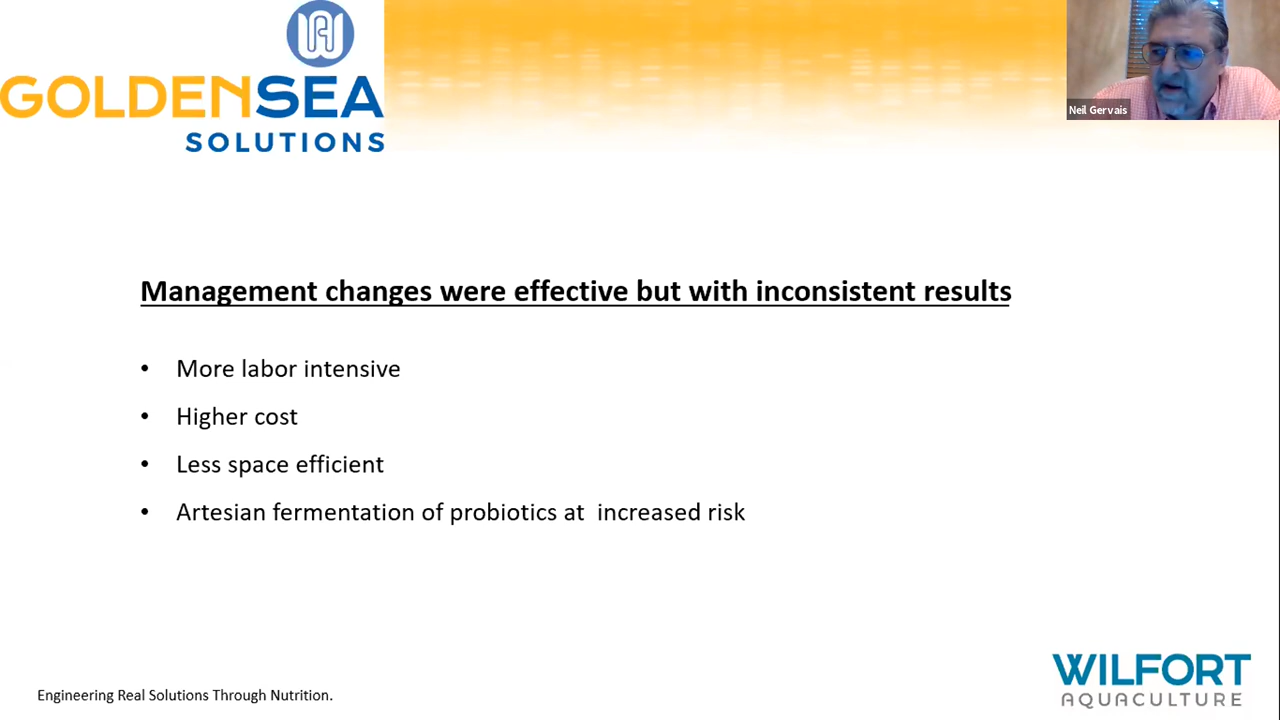 GOLDENSEA
SOLUTIONS
Neil Gervais
Management changes were effective but with inconsistent results
• More labor intensive
• Higher cost
• Less space efficient
• Artesian fermentation of probiotics at  increased risk
Engineering Real Solutions Through Nutrition.
WILFORT
AQUACULTURE